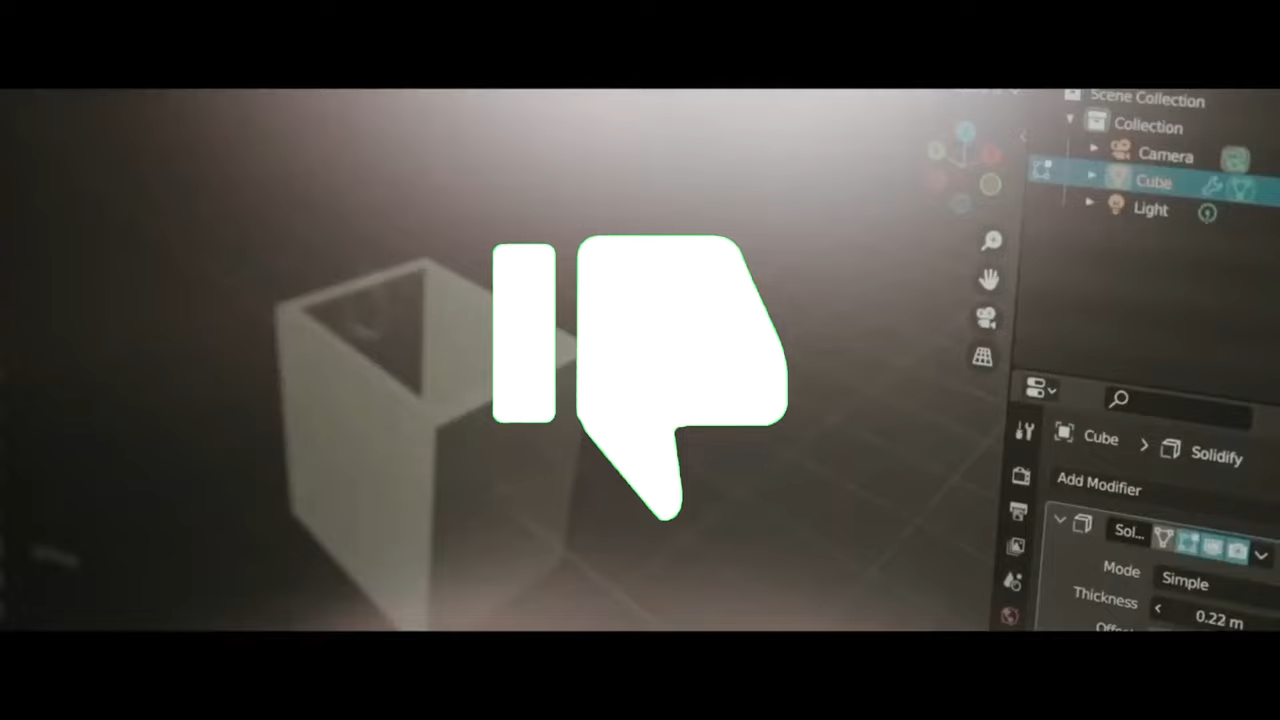 Scene Collection
Collection
Camera
Cube
Light
Cube > Solidify
Add Modifier
Sol...
Mode Simple
Thickness 0.22 m